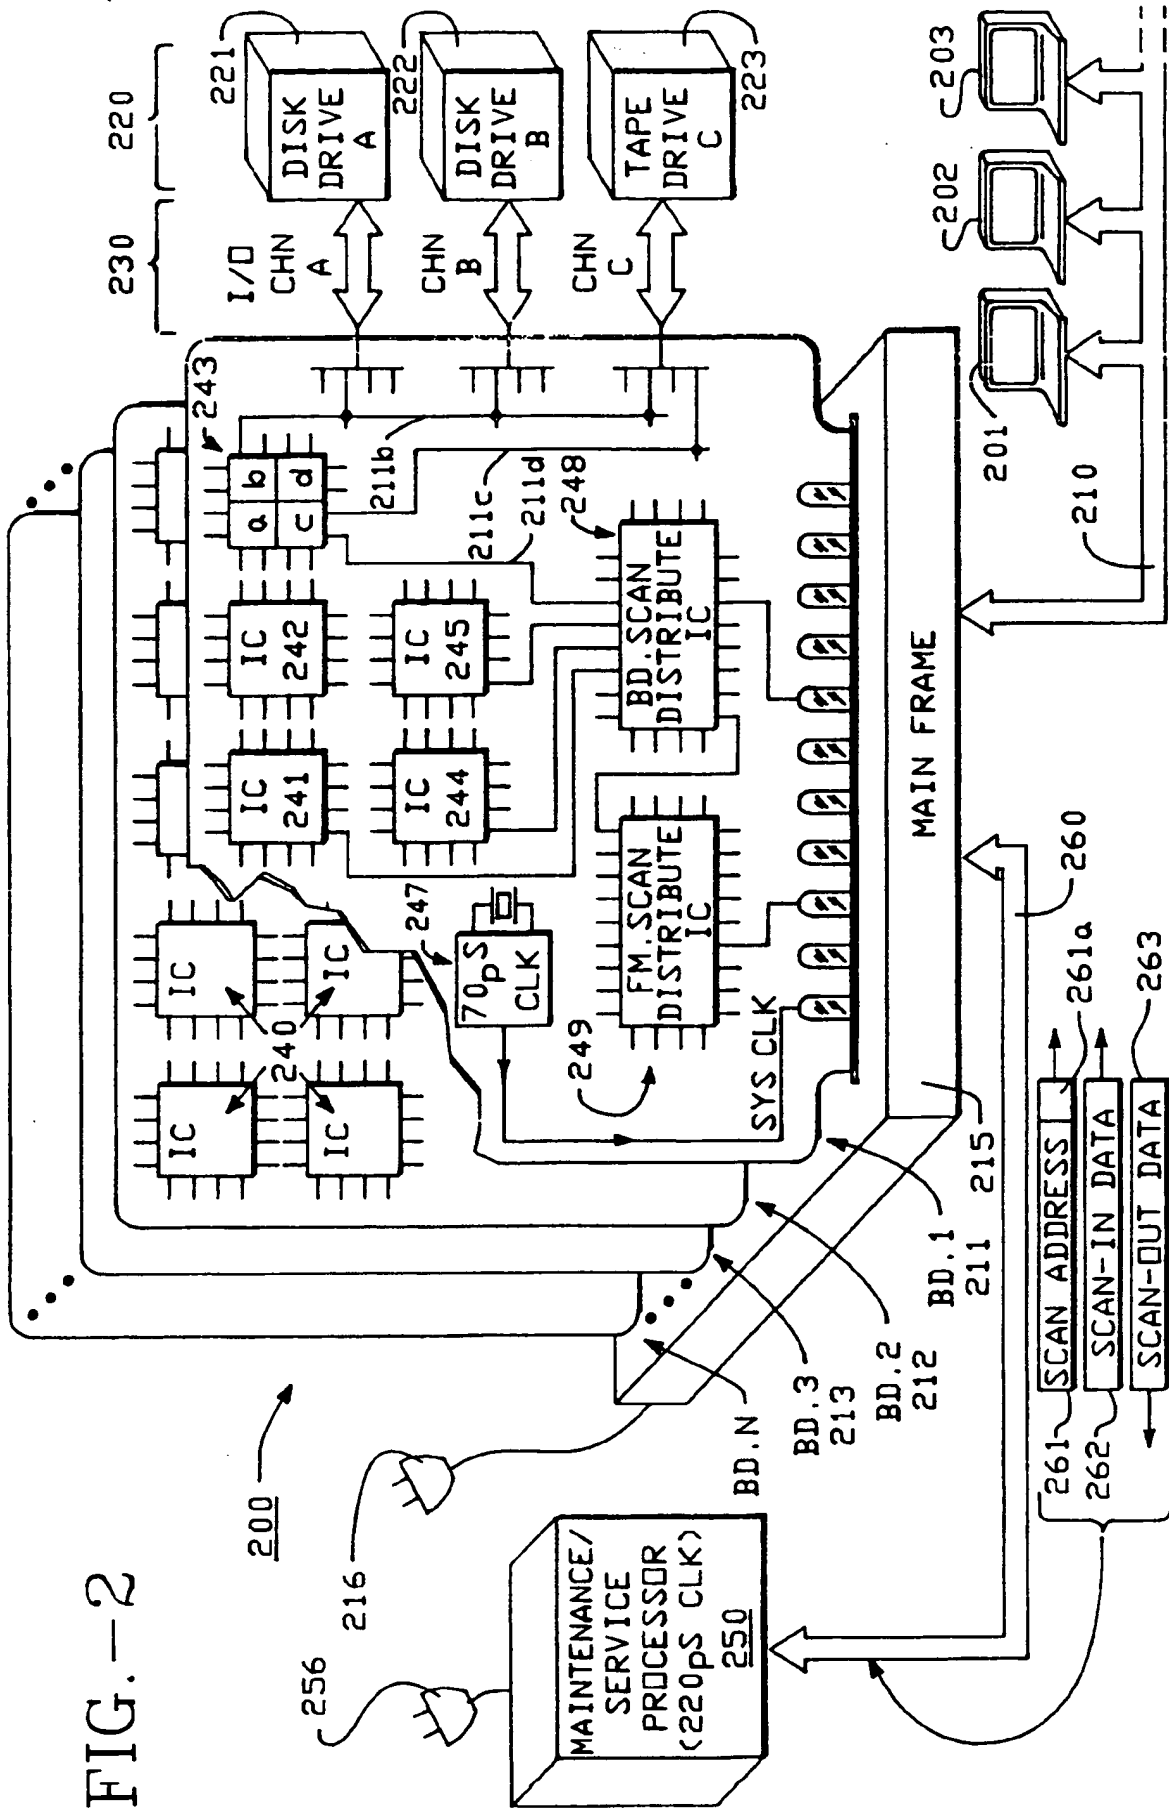 FIG.-2
200
220
230
221
DISK
DRIVE
A
222
DISK
DRIVE
B
223
TAPE
DRIVE
C
I/O
CHN
A
CHN
B
CHN
C
203
202
201
210
243
a
b
c
d
211b
211c
211d
248
IC
242
IC
241
IC
245
IC
244
IC
IC
IC
IC
240
247
70pS
CLK
BD.SCAN
DISTRIBUTE
IC
FM.SCAN
DISTRIBUTE
IC
249
SYS CLK
MAIN FRAME
215
BD.1
211
BD.2
212
BD.3
213
BD.N
216
256
MAINTENANCE/
SERVICE
PROCESSOR
(220pS CLK)
250
260
261
SCAN ADDRESS
261a
262
SCAN-IN DATA
SCAN-OUT DATA
263